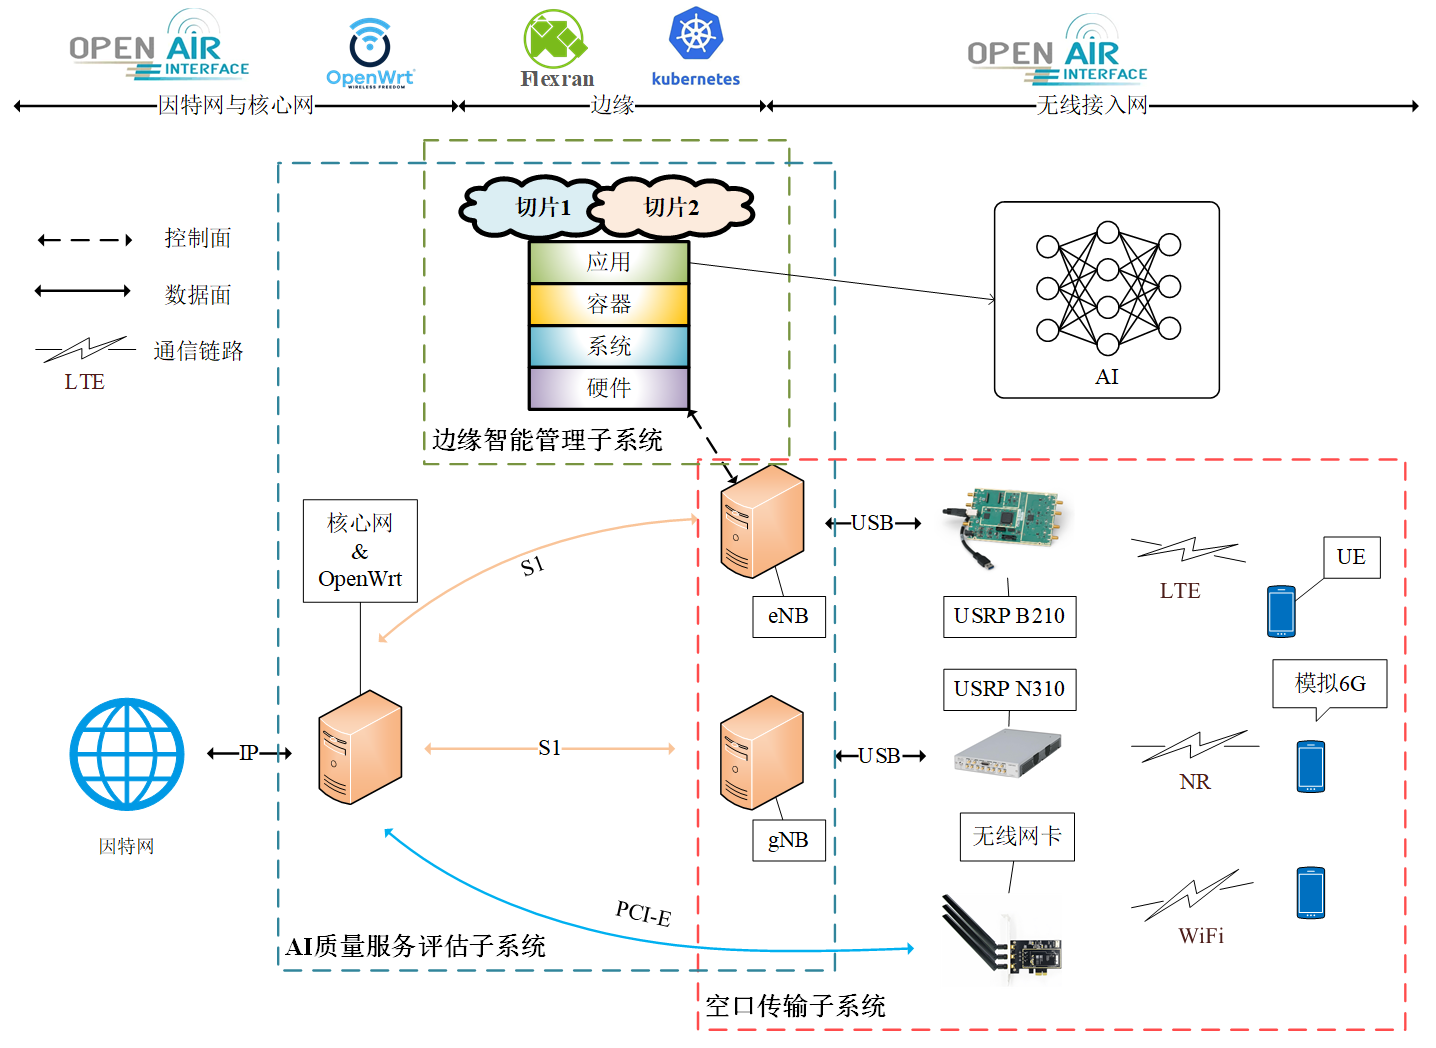 OPEN AIR
INTERFACE
OpenWrt
WIRELESS FREEDOM
Flexran
kubernetes
OPEN AIR
INTERFACE
因特网与核心网
边缘
无线接入网
切片1
切片2
控制面
应用
数据面
容器
通信链路
系统
LTE
硬件
AI
边缘智能管理子系统
核心网
&
OpenWrt
S1
USB
eNB
USRP B210
LTE
UE
USRP N310
模拟6G
IP
S1
USB
NR
因特网
gNB
无线网卡
PCI-E
WiFi
AI质量服务评估子系统
空口传输子系统